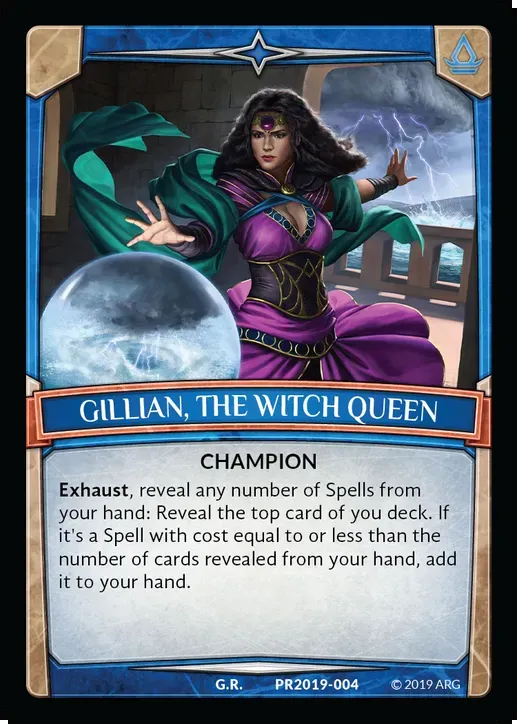 GILLIAN, THE WITCH QUEEN
CHAMPION
Exhaust, reveal any number of Spells from
your hand: Reveal the top card of you deck. If
it's a Spell with cost equal to or less than the
number of cards revealed from your hand, add
it to your hand.
G.R. PR2019-004 © 2019 ARG